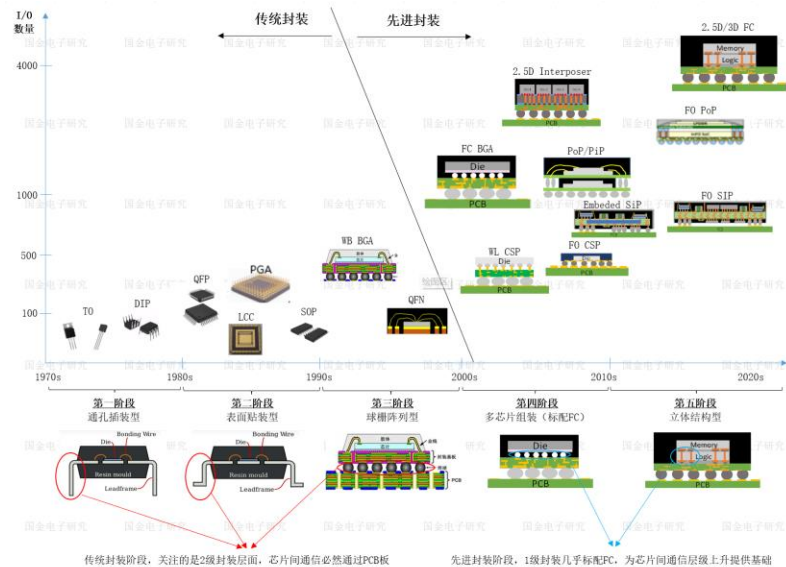 I/O
数量
传统封装
先进封装
4000
1000
500
100
2.5D/3D FC
Memory
Logic
PCB
2.5D Interposer
PCB
FO PoP
FC BGA
Die
PCB
PoP/PiP
Embeded SiP
FO SIP
WB BGA
WL CSP
Die
PCB
FO CSP
QFN
TO
DIP
QFP
PGA
LCC
SOP
1970s
1980s
1990s
2000s
2010s
2020s
第一阶段
通孔插装型
第二阶段
表面贴装型
第三阶段
球栅阵列型
第四阶段
多芯片组装（标配FC）
第五阶段
立体结构型
Bonding Wire
Die
Resin mould
Leadframe
Bonding Wire
Die
Resin mould
Leadframe
PCB
Die
PCB
Memory
Logic
PCB
传统封装阶段，关注的是2级封装层面，芯片间通信必然通过PCB板
先进封装阶段，1级封装几乎标配FC，为芯片间通信层级上升提供基础
国金电子研究